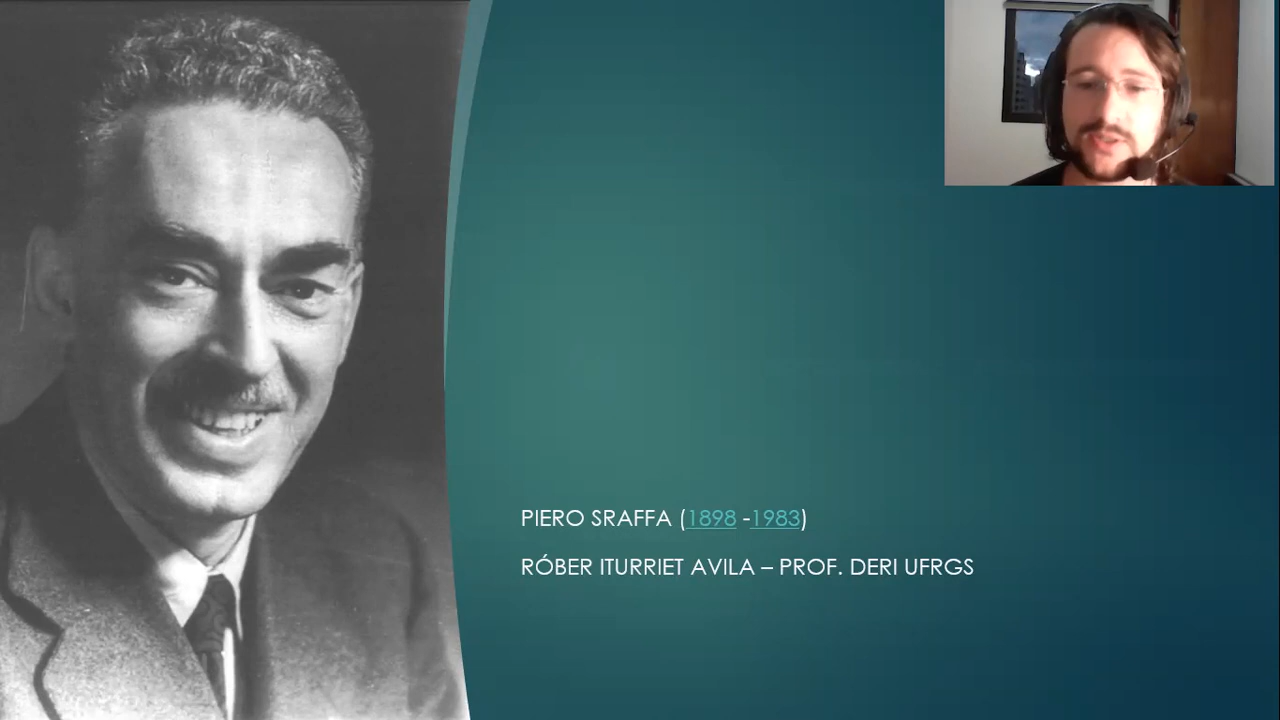 PIERO SRAFFA (1898 -1983)
RÓBER ITURRIET AVILA – PROF. DERI UFRGS